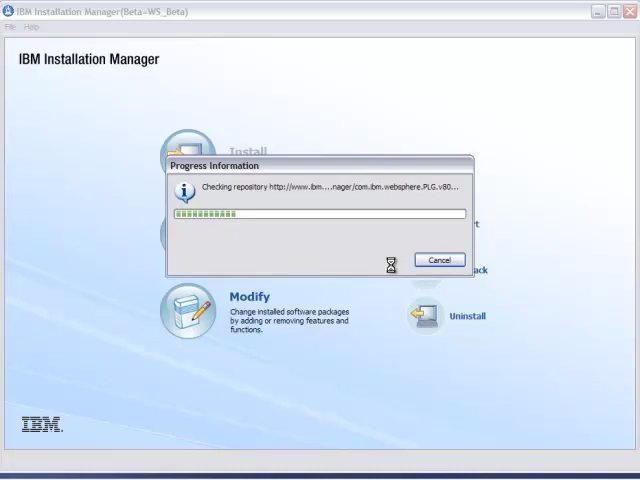 IBM Installation Manager(Beta=WS_Beta)
File Help
IBM Installation Manager
Install
Progress Information
Checking repository http://www.ibm....nager/com.ibm.websphere.PLG.v80...
Cancel
Modify
Change installed software packages
by adding or removing features and
functions.
Uninstall
IBM.